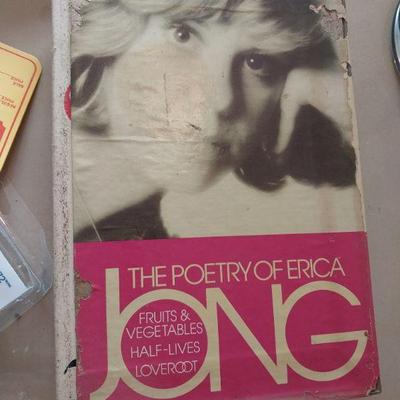 THE POETRY OF ERICA
JONG
FRUITS &
VEGETABLES
HALF-LIVES
LOVEROOT